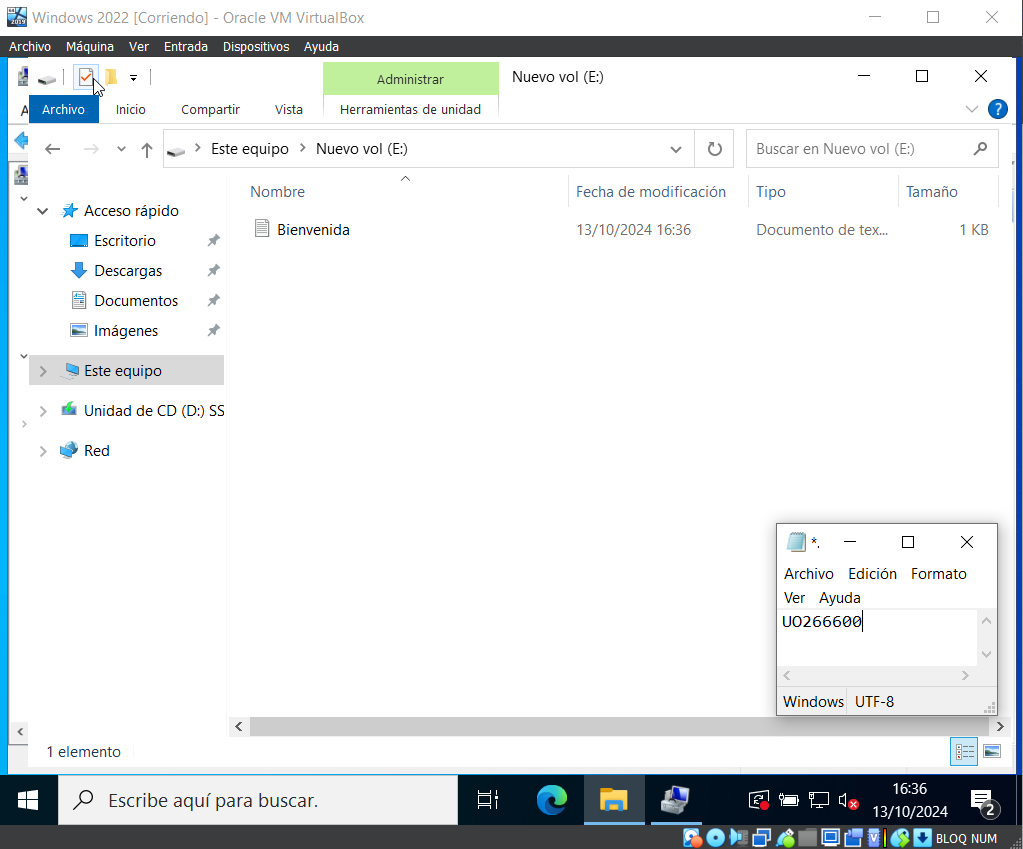 Windows 2022 [Corriendo] - Oracle VM VirtualBox
Archivo Máquina Ver Entrada Dispositivos Ayuda
Administrar Nuevo vol (E:)
Archivo Inicio Compartir Vista Herramientas de unidad
Este equipo Nuevo vol (E:) Buscar en Nuevo vol (E:)
Nombre Fecha de modificación Tipo Tamaño
Bienvenida 13/10/2024 16:36 Documento de tex... 1 KB
Acceso rápido
Escritorio
Descargas
Documentos
Imágenes
Este equipo
Unidad de CD (D:) SS
Red
*.
Archivo Edición Formato
Ver Ayuda
UO266600
Windows UTF-8
1 elemento
Escribe aquí para buscar.
16:36
13/10/2024
2
BLOQ NUM